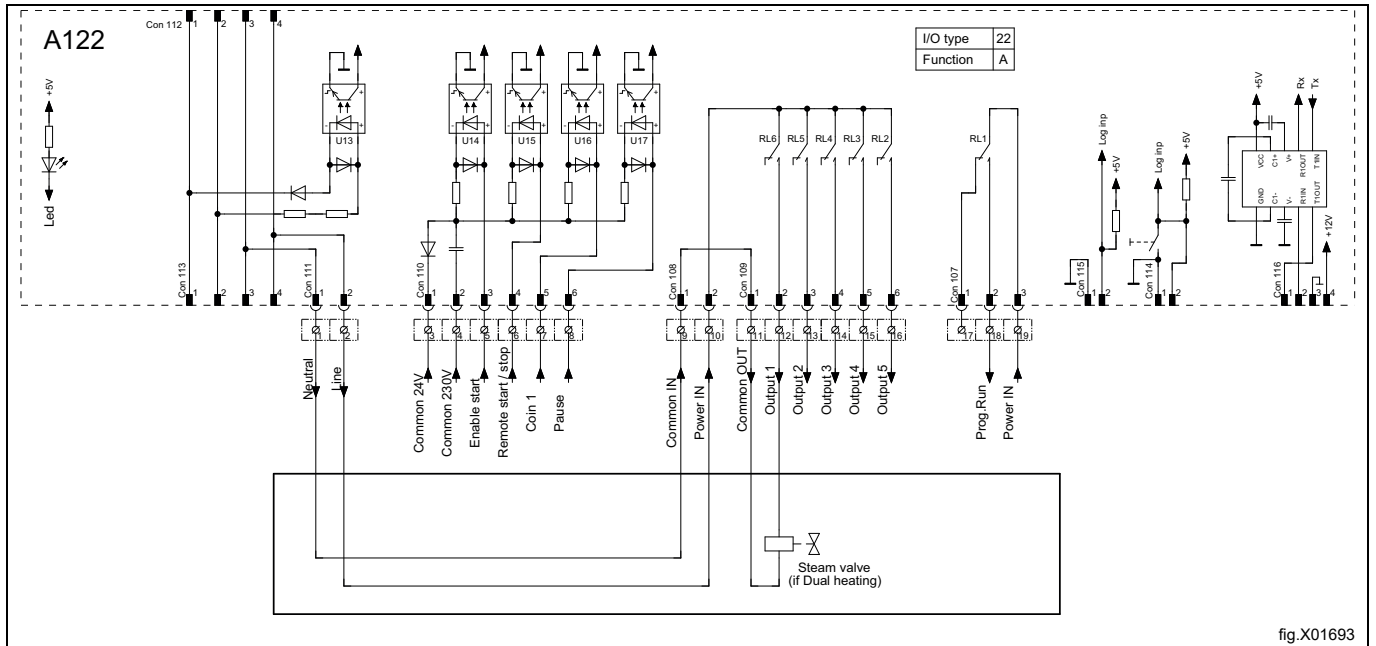 A122
I/O type 22
Function A
Con 112
1 2 3 4
+5V
Led
U13
U14
U15
U16
U17
RL6
RL5
RL4
RL3
RL2
RL1
Log inp
+5V
Log inp
+5V
+5V
Rx
Tx
VCC
C1+
V+
R1OUT
T1IN
GND
C1-
V-
R1IN
T1OUT
+12V
Con 113
1 2 3 4
Con 111
1 2
Con 110
1 2 3 4 5 6
Con 108
1 2
Con 109
1 2 3 4 5 6
Con 107
1 2 3
Con 115
1 2
Con 114
1 2
Con 116
1 2 3 4
1 2
3 4 5 6 7 8
9 10
11 12 13 14 15 16
17 18 19
Neutral
Line
Common 24V
Common 230V
Enable start
Remote start / stop
Coin 1
Pause
Common IN
Power IN
Common OUT
Output 1
Output 2
Output 3
Output 4
Output 5
Prog.Run
Power IN
Steam valve
(if Dual heating)
fig.X01693